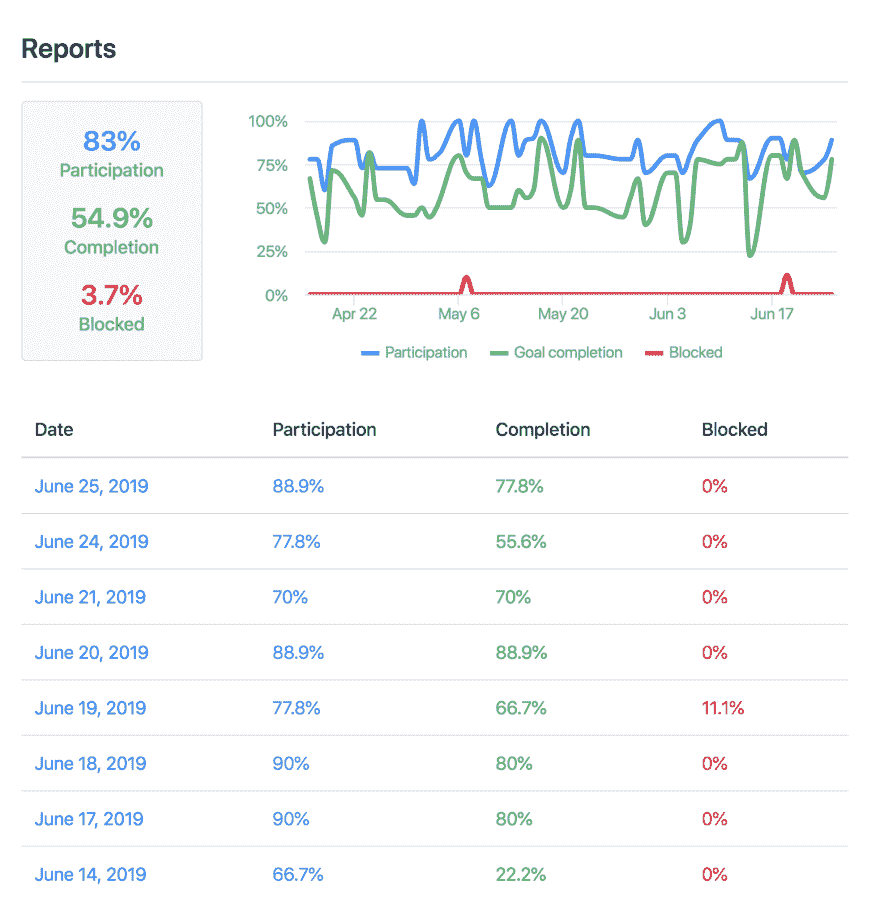 Reports
83%
Participation
54.9%
Completion
3.7%
Blocked
100%
75%
50%
25%
0%
Apr 22 May 6 May 20 Jun 3 Jun 17
Participation Goal completion Blocked
Date Participation Completion Blocked
June 25, 2019 88.9% 77.8% 0%
June 24, 2019 77.8% 55.6% 0%
June 21, 2019 70% 70% 0%
June 20, 2019 88.9% 88.9% 0%
June 19, 2019 77.8% 66.7% 11.1%
June 18, 2019 90% 80% 0%
June 17, 2019 90% 80% 0%
June 14, 2019 66.7% 22.2% 0%